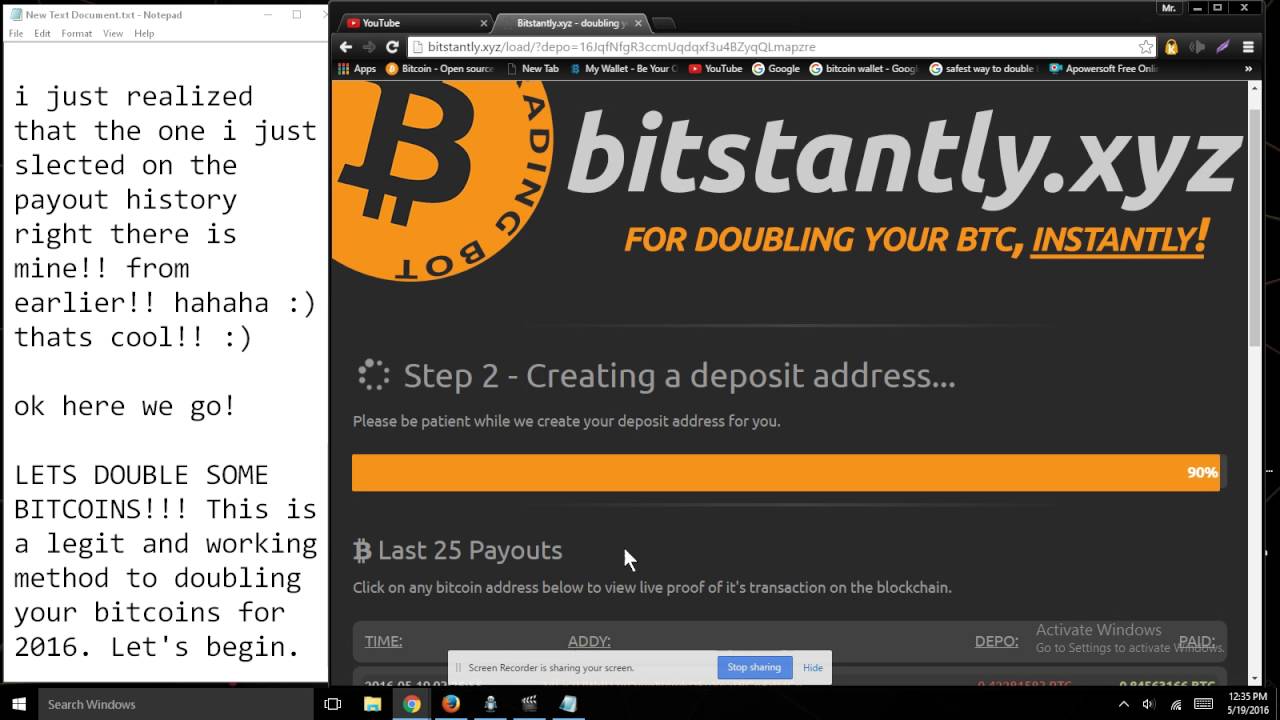 New Text Document.txt - Notepad
File Edit Format View Help
i just realized
that the one i just
slected on the
payout history
right there is
mine!! from
earlier!! hahaha :)
thats cool!! :)
ok here we go!
LETS DOUBLE SOME
BITCOINS!!! This is
a legit and working
method to doubling
your bitcoins for
2016. Let's begin.
YouTube
Bitstantly.xyz - doubling y
Mr.
bitstantly.xyz/load/?depo=16JqfNfgR3ccmUqdqxf3u4BZyqQLmapzre
Apps Bitcoin - Open source New Tab My Wallet - Be Your O YouTube Google bitcoin wallet - Goog safest way to double Apowersoft Free Onli »
ADING BOT
bitstantly.xyz
FOR DOUBLING YOUR BTC, INSTANTLY!
Step 2 - Creating a deposit address...
Please be patient while we create your deposit address for you.
90%
Last 25 Payouts
Click on any bitcoin address below to view live proof of it's transaction on the blockchain.
TIME: ADDY: DEPO: PAID:
Activate Windows
Go to Settings to activate Windows.
Screen Recorder is sharing your screen. Stop sharing Hide
0.42281583 BTC 0.84563166 BTC
Search Windows
12:35 PM
5/19/2016